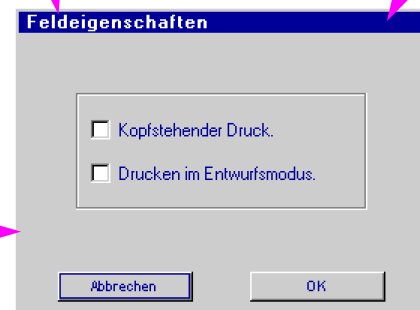 Feldeigenschaften
Kopfstehender Druck.
Drucken im Entwurfsmodus.
Abbrechen OK